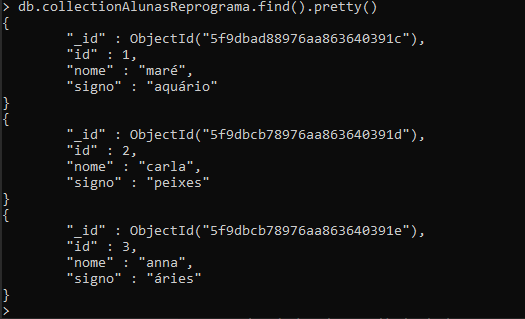 > db.collectionAlunasReprograma.find().pretty()
{
"_id" : ObjectId("5f9dbad88976aa863640391c"),
"id" : 1,
"nome" : "maré",
"signo" : "aquário"
}
{
"_id" : ObjectId("5f9dbcb78976aa863640391d"),
"id" : 2,
"nome" : "carla",
"signo" : "peixes"
}
{
"_id" : ObjectId("5f9dbcb78976aa863640391e"),
"id" : 3,
"nome" : "anna",
"signo" : "áries"
}
>